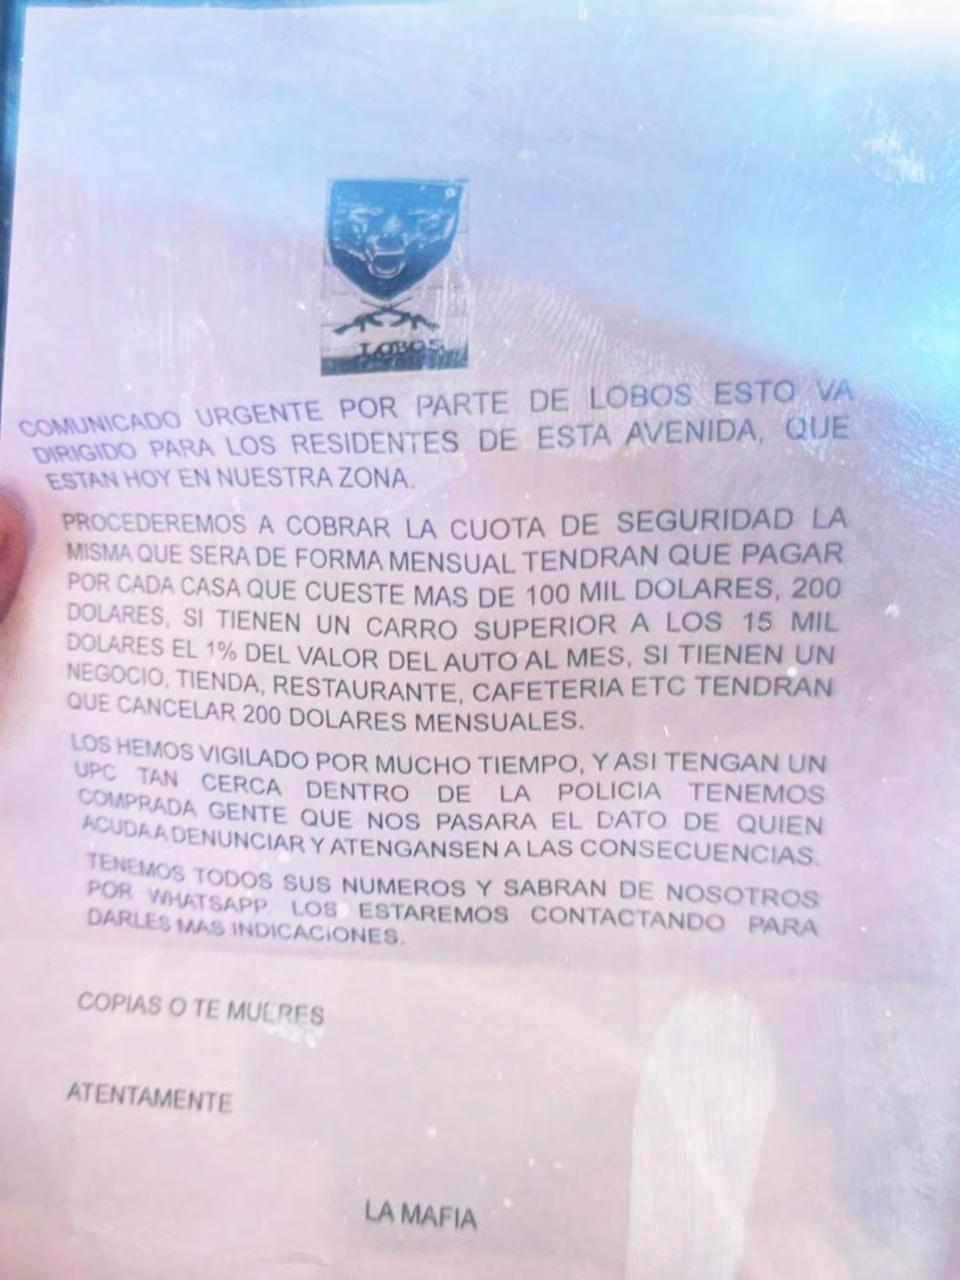 LOBOS
COMUNICADO URGENTE POR PARTE DE LOBOS ESTO VA
DIRIGIDO PARA LOS RESIDENTES DE ESTA AVENIDA, QUE
ESTAN HOY EN NUESTRA ZONA.
PROCEDEREMOS A COBRAR LA CUOTA DE SEGURIDAD LA
MISMA QUE SERA DE FORMA MENSUAL TENDRAN QUE PAGAR
POR CADA CASA QUE CUESTE MAS DE 100 MIL DOLARES, 200
DOLARES, SI TIENEN UN CARRO SUPERIOR A LOS 15 MIL
DOLARES EL 1% DEL VALOR DEL AUTO AL MES, SI TIENEN UN
NEGOCIO, TIENDA, RESTAURANTE, CAFETERIA ETC TENDRAN
QUE CANCELAR 200 DOLARES MENSUALES.
LOS HEMOS VIGILADO POR MUCHO TIEMPO, Y ASI TENGAN UN
UPC TAN CERCA DENTRO DE LA POLICIA TENEMOS
COMPRADA GENTE QUE NOS PASARA EL DATO DE QUIEN
ACUDA A DENUNCIAR Y ATENGANSEN A LAS CONSECUENCIAS.
TENEMOS TODOS SUS NUMEROS Y SABRAN DE NOSOTROS
POR WHATSAPP. LOS ESTAREMOS CONTACTANDO PARA
DARLES MAS INDICACIONES.
COPIAS O TE MUERES
ATENTAMENTE
LA MAFIA